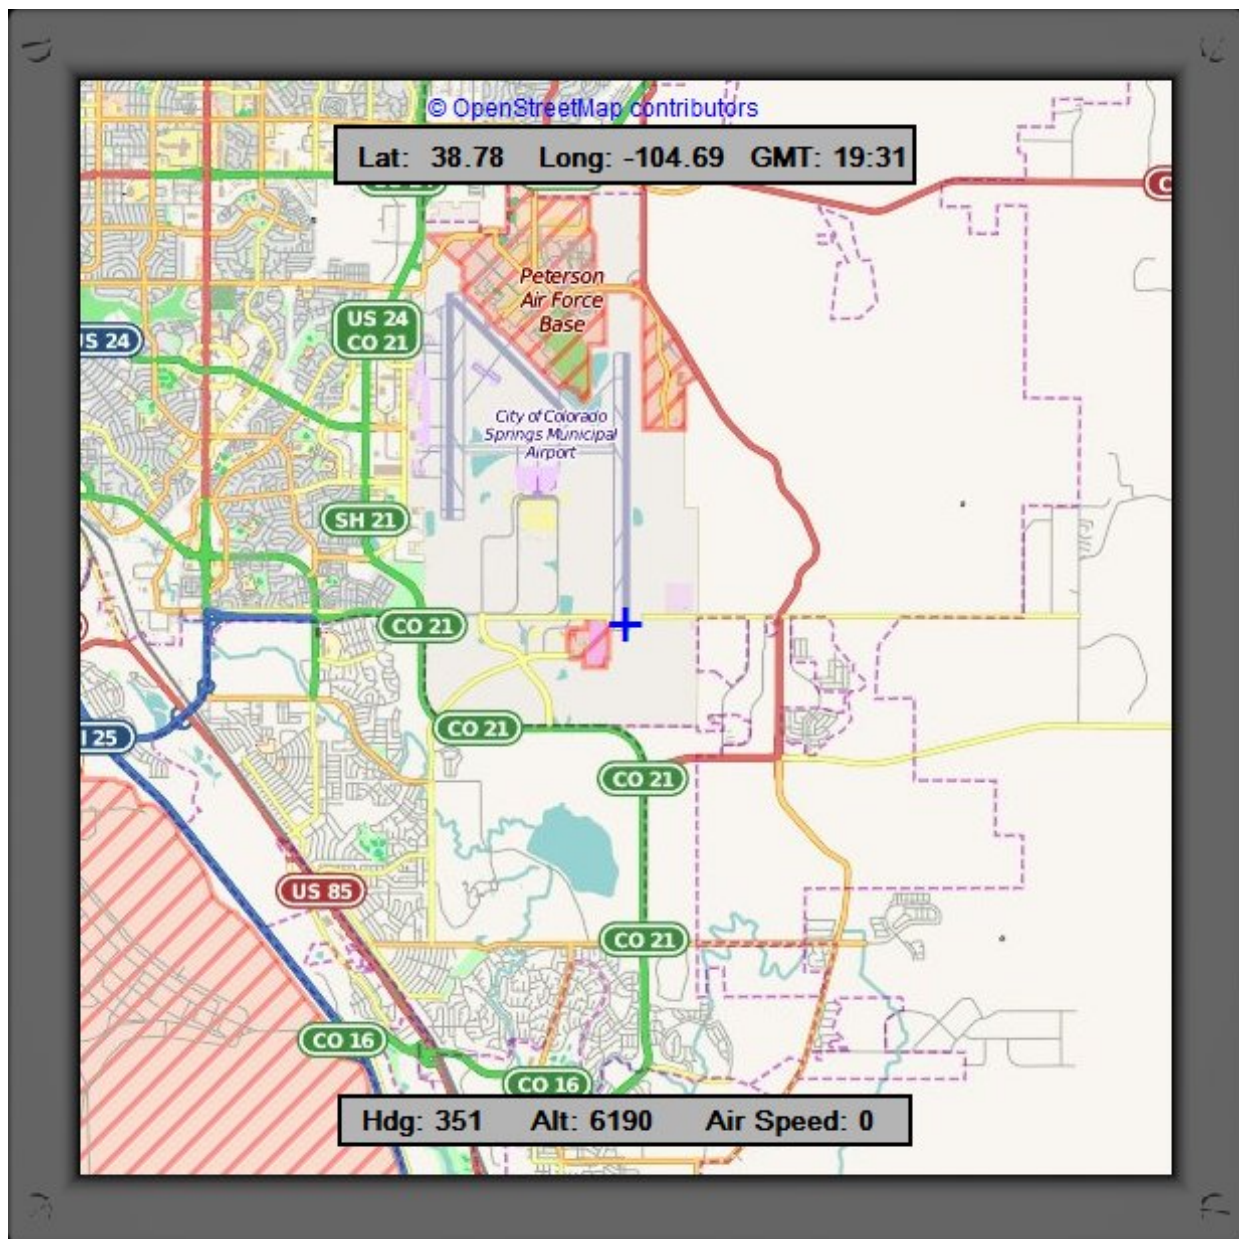 © OpenStreetMap contributors
Lat: 38.78 Long: -104.69 GMT: 19:31
Peterson
Air Force
Base
US 24
CO 21
US 24
City of Colorado
Springs Municipal
Airport
SH 21
CO 21
CO 21
I 25
CO 21
US 85
CO 21
CO 16
CO 16
Hdg: 351 Alt: 6190 Air Speed: 0